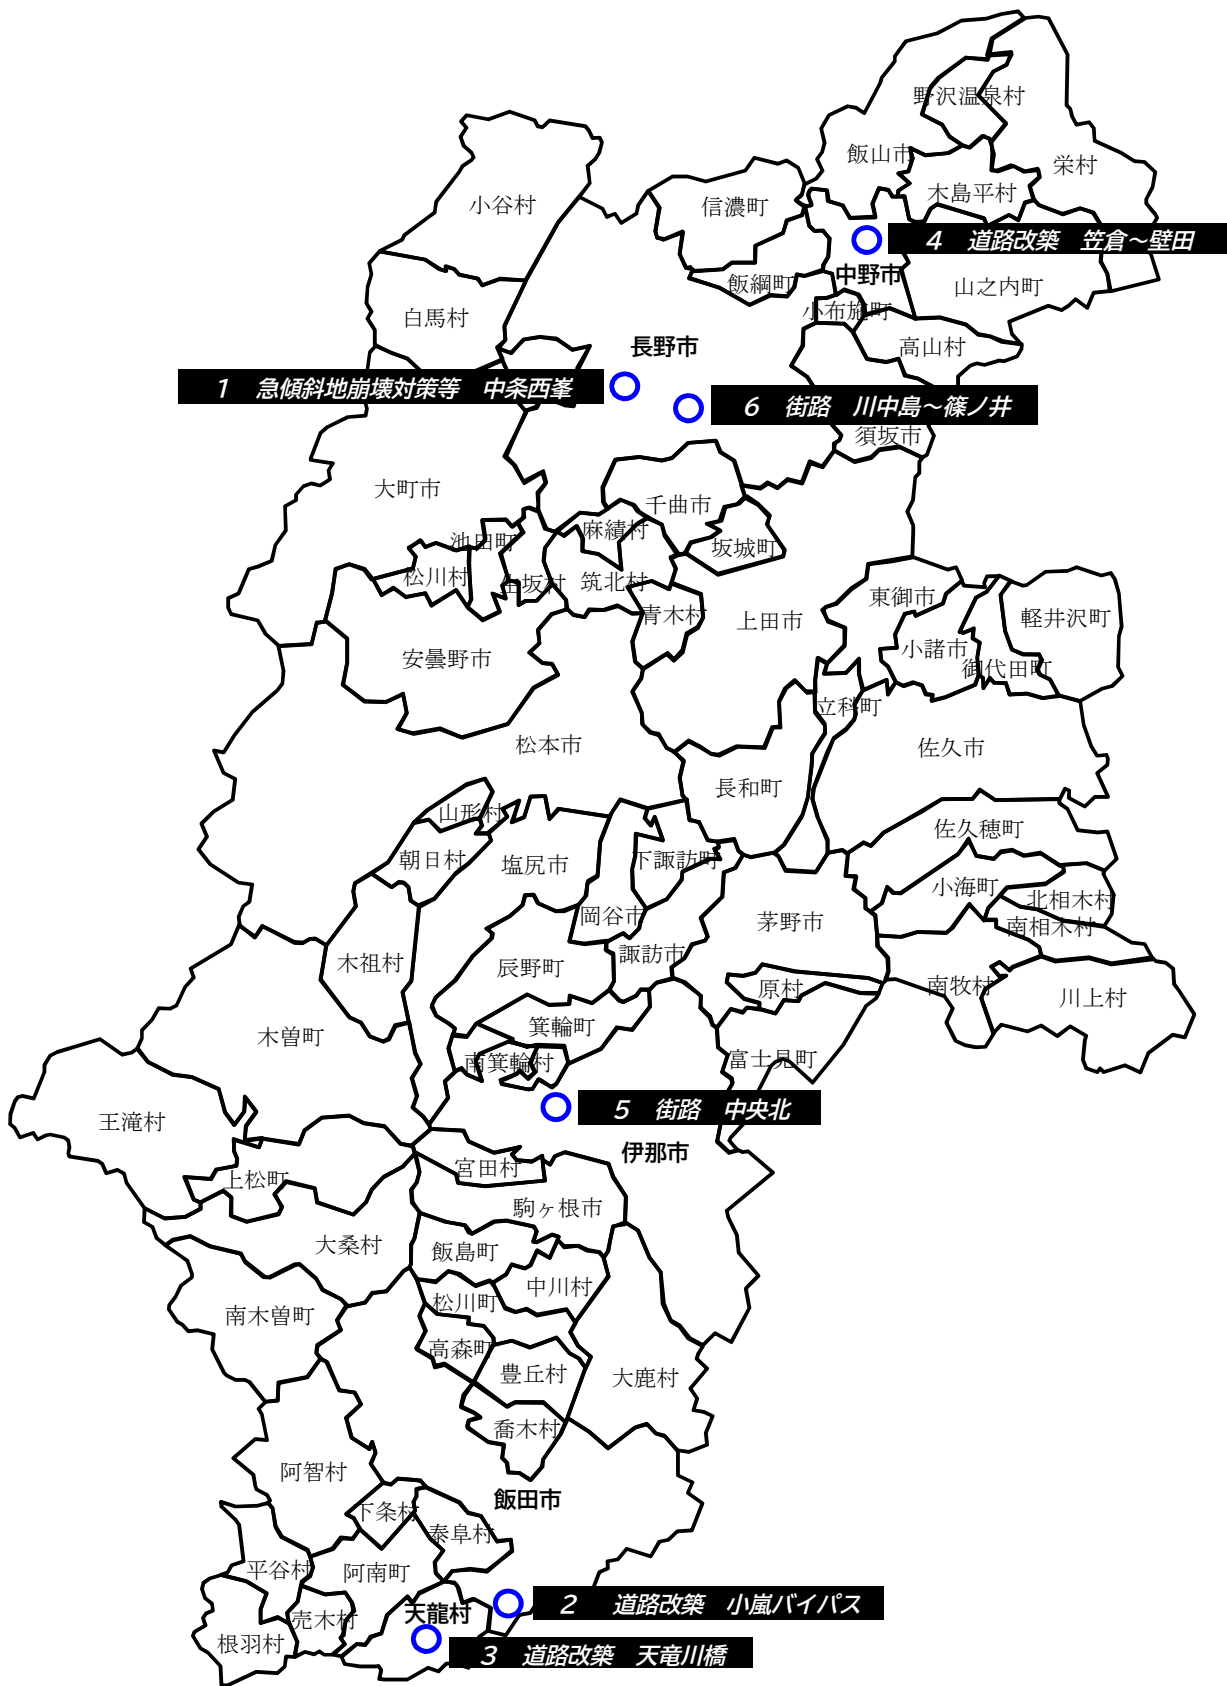 野沢温泉村
飯山市
栄村
木島平村
小谷村
信濃町
4 道路改築 笠倉～壁田
中野市
飯綱町
山之内町
小布施町
白馬村
長野市
高山村
1 急傾斜地崩壊対策等 中条西峯
6 街路 川中島～篠ノ井
須坂市
大町市
千曲市
麻績村
池田町
坂城町
松川村
生坂村
筑北村
青木村
上田市
東御市
軽井沢町
小諸市
御代田町
安曇野市
立科町
松本市
佐久市
長和町
山形村
佐久穂町
朝日村
塩尻市
下諏訪町
小海町
北相木村
岡谷市
茅野市
南相木村
木祖村
辰野町
諏訪市
原村
南牧村
川上村
箕輪町
木曽町
南箕輪村
富士見町
5 街路 中央北
王滝村
伊那市
上松町
宮田村
駒ヶ根市
大桑村
飯島町
中川村
松川町
南木曽町
高森町
豊丘村
大鹿村
喬木村
阿智村
飯田市
下条村
泰阜村
平谷村
阿南町
2 道路改築 小嵐バイパス
天龍村
売木村
根羽村
3 道路改築 天竜川橋